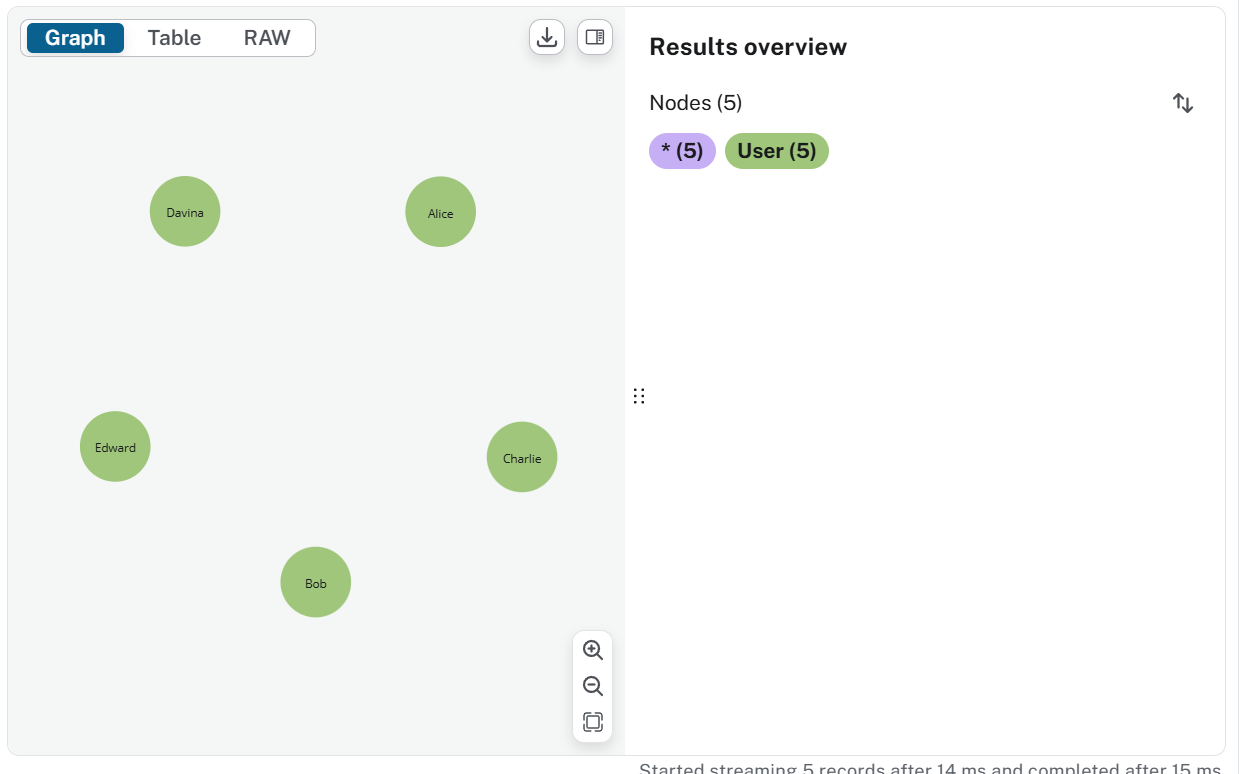 Graph Table RAW
Results overview
Nodes (5)
* (5) User (5)
Davina
Alice
Edward
Charlie
Bob
Started streaming 5 records after 14 ms and completed after 15 ms.